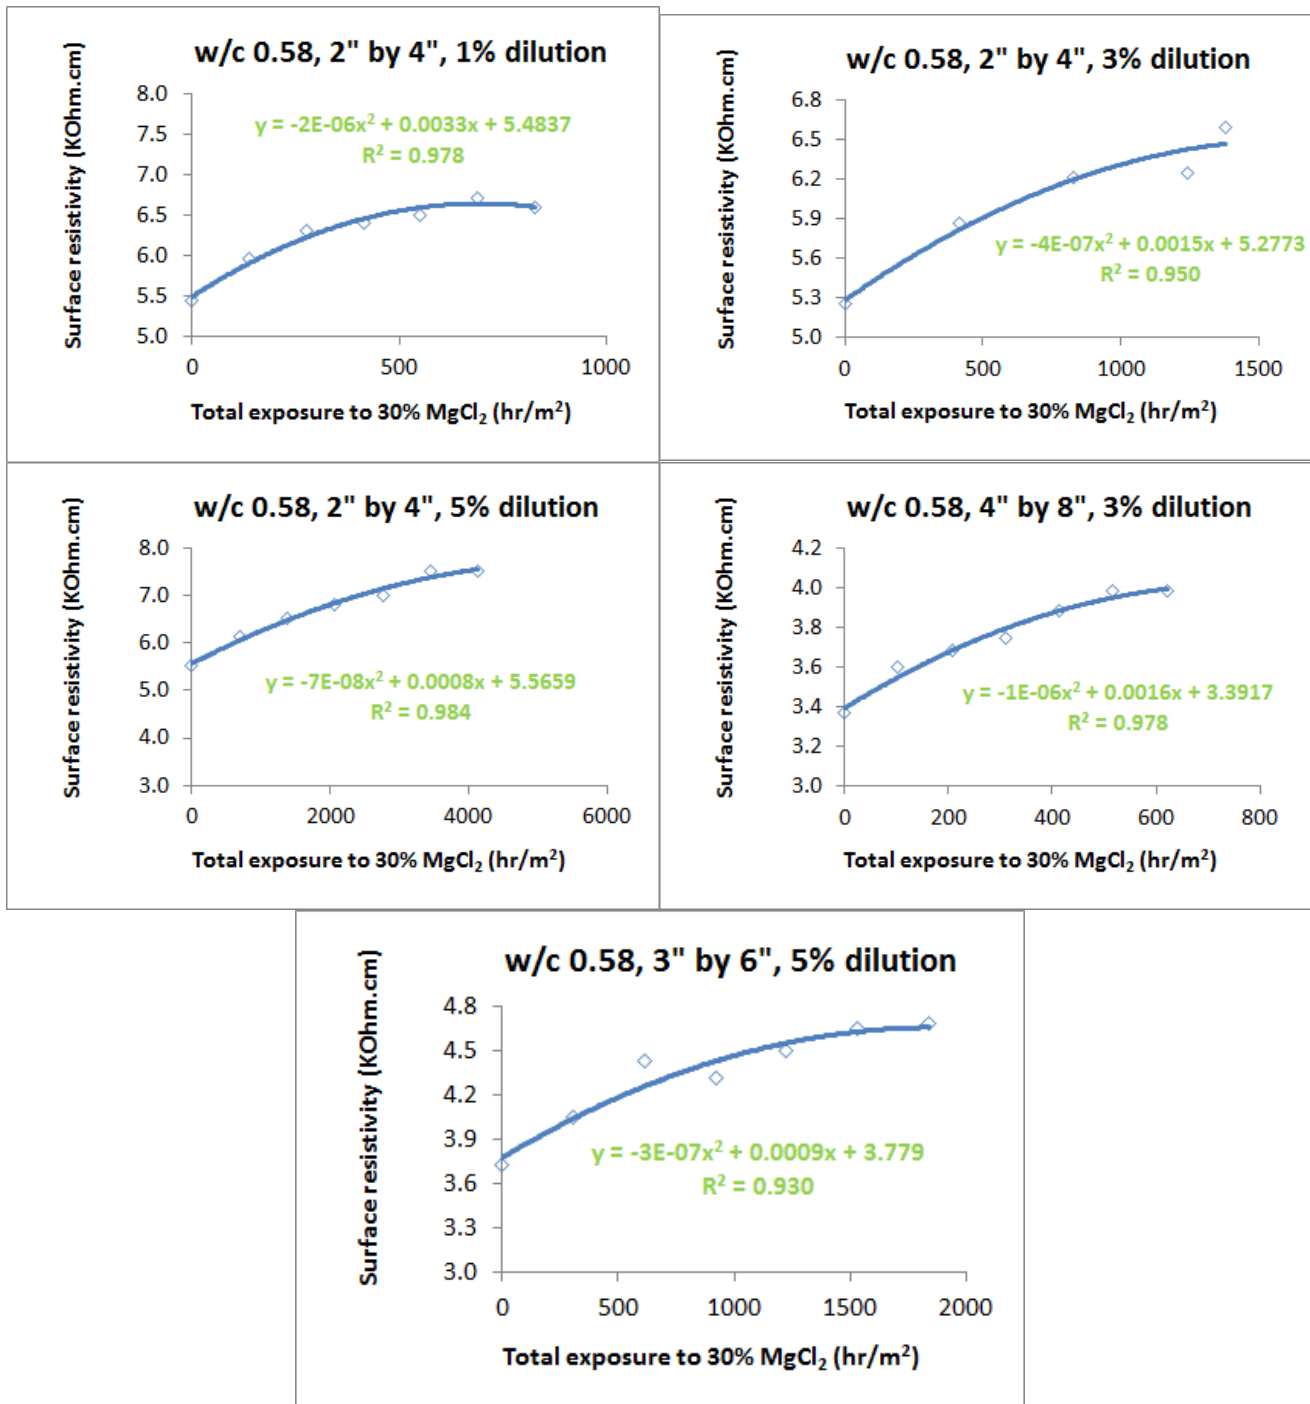 w/c 0.58, 2" by 4", 1% dilution
Surface resistivity (KOhm.cm)
8.0
7.5
7.0
6.5
6.0
5.5
5.0
y = -2E-06x² + 0.0033x + 5.4837
R² = 0.978
0 500 1000
Total exposure to 30% MgCl₂ (hr/m²)
w/c 0.58, 2" by 4", 3% dilution
Surface resistivity (KOhm.cm)
6.8
6.5
6.2
5.9
5.6
5.3
5.0
y = -4E-07x² + 0.0015x + 5.2773
R² = 0.950
0 500 1000 1500
Total exposure to 30% MgCl₂ (hr/m²)
w/c 0.58, 2" by 4", 5% dilution
Surface resistivity (KOhm.cm)
8.0
7.0
6.0
5.0
4.0
3.0
y = -7E-08x² + 0.0008x + 5.5659
R² = 0.984
0 2000 4000 6000
Total exposure to 30% MgCl₂ (hr/m²)
w/c 0.58, 4" by 8", 3% dilution
Surface resistivity (KOhm.cm)
4.2
4.0
3.8
3.6
3.4
3.2
3.0
y = -1E-06x² + 0.0016x + 3.3917
R² = 0.978
0 200 400 600 800
Total exposure to 30% MgCl₂ (hr/m²)
w/c 0.58, 3" by 6", 5% dilution
Surface resistivity (KOhm.cm)
4.8
4.5
4.2
3.9
3.6
3.3
3.0
y = -3E-07x² + 0.0009x + 3.779
R² = 0.930
0 500 1000 1500 2000
Total exposure to 30% MgCl₂ (hr/m²)